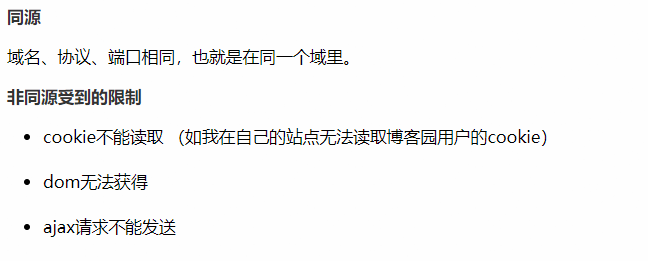 同源
域名、协议、端口相同，也就是在同一个域里。
非同源受到的限制
• cookie不能读取 （如我在自己的站点无法读取博客园用户的cookie）
• dom无法获得
• ajax请求不能发送